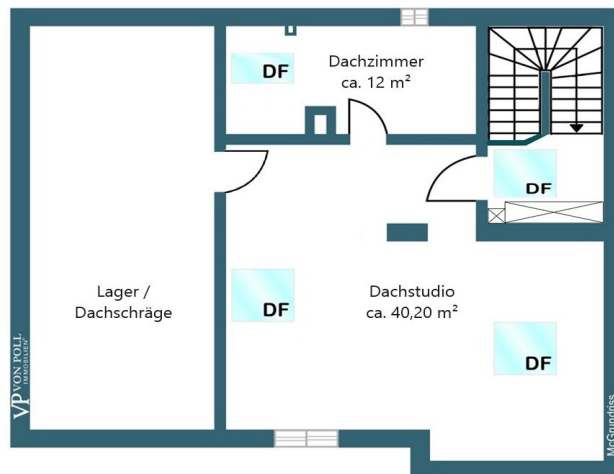 DF
Dachzimmer
ca. 12 m²
DF
Lager /
Dachschräge
DF
Dachstudio
ca. 40,20 m²
DF
VP VON POLL
IMMOBILIEN
McGrundriss